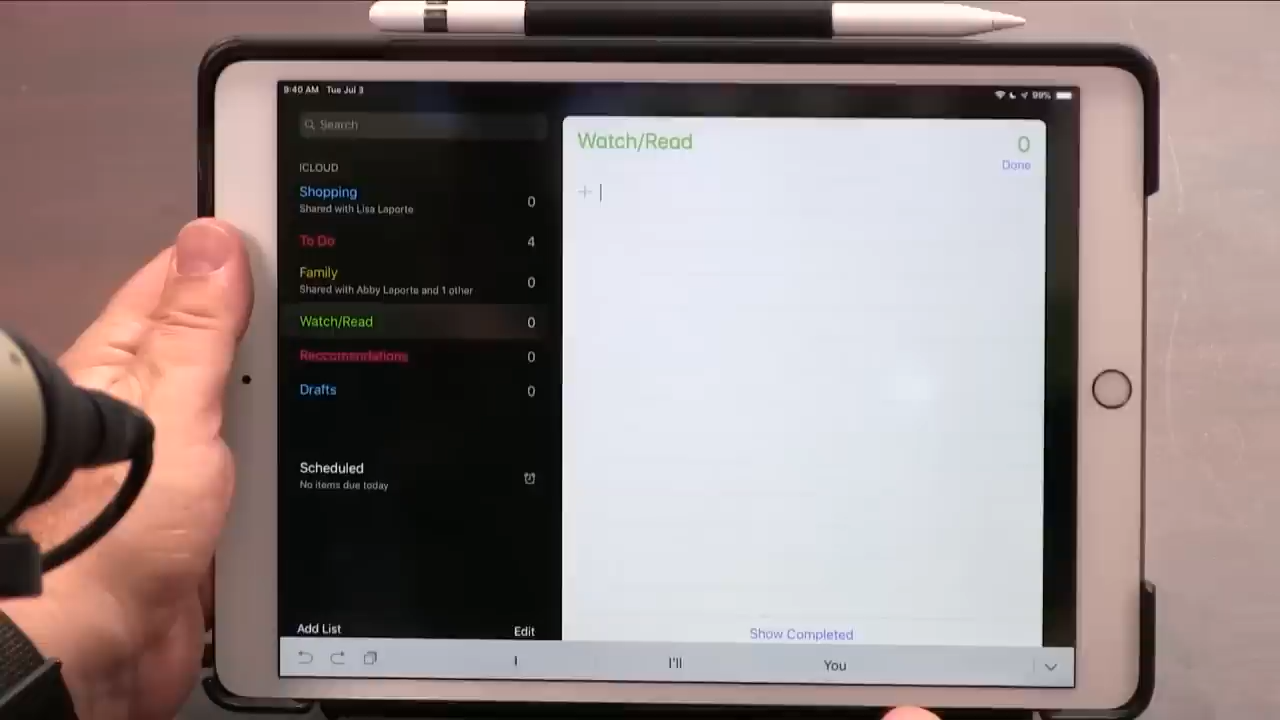 9:40 AM Tue Jul 3
99%
Search
ICLOUD
Shopping
Shared with Lisa Laporte
0
To Do
4
Family
Shared with Abby Laporte and 1 other
0
Watch/Read
0
Reccomendations
0
Drafts
0
Scheduled
No items due today
Add List
Edit
Watch/Read
0
Done
Show Completed
I
I'll
You